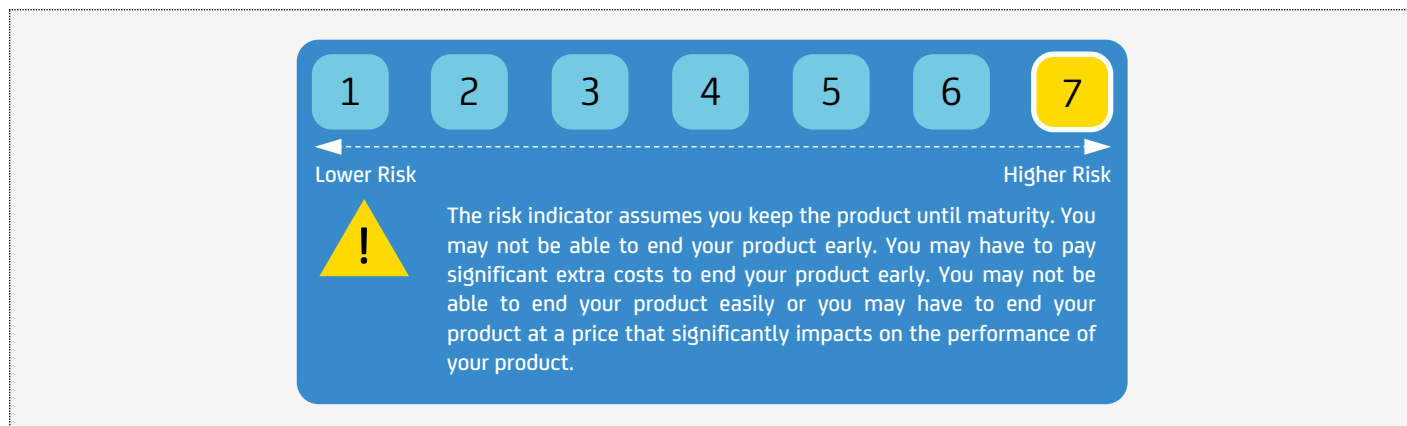 1 2 3 4 5 6 7
Lower Risk Higher Risk
!
The risk indicator assumes you keep the product until maturity. You
may not be able to end your product early. You may have to pay
significant extra costs to end your product early. You may not be
able to end your product easily or you may have to end your
product at a price that significantly impacts on the performance of
your product.